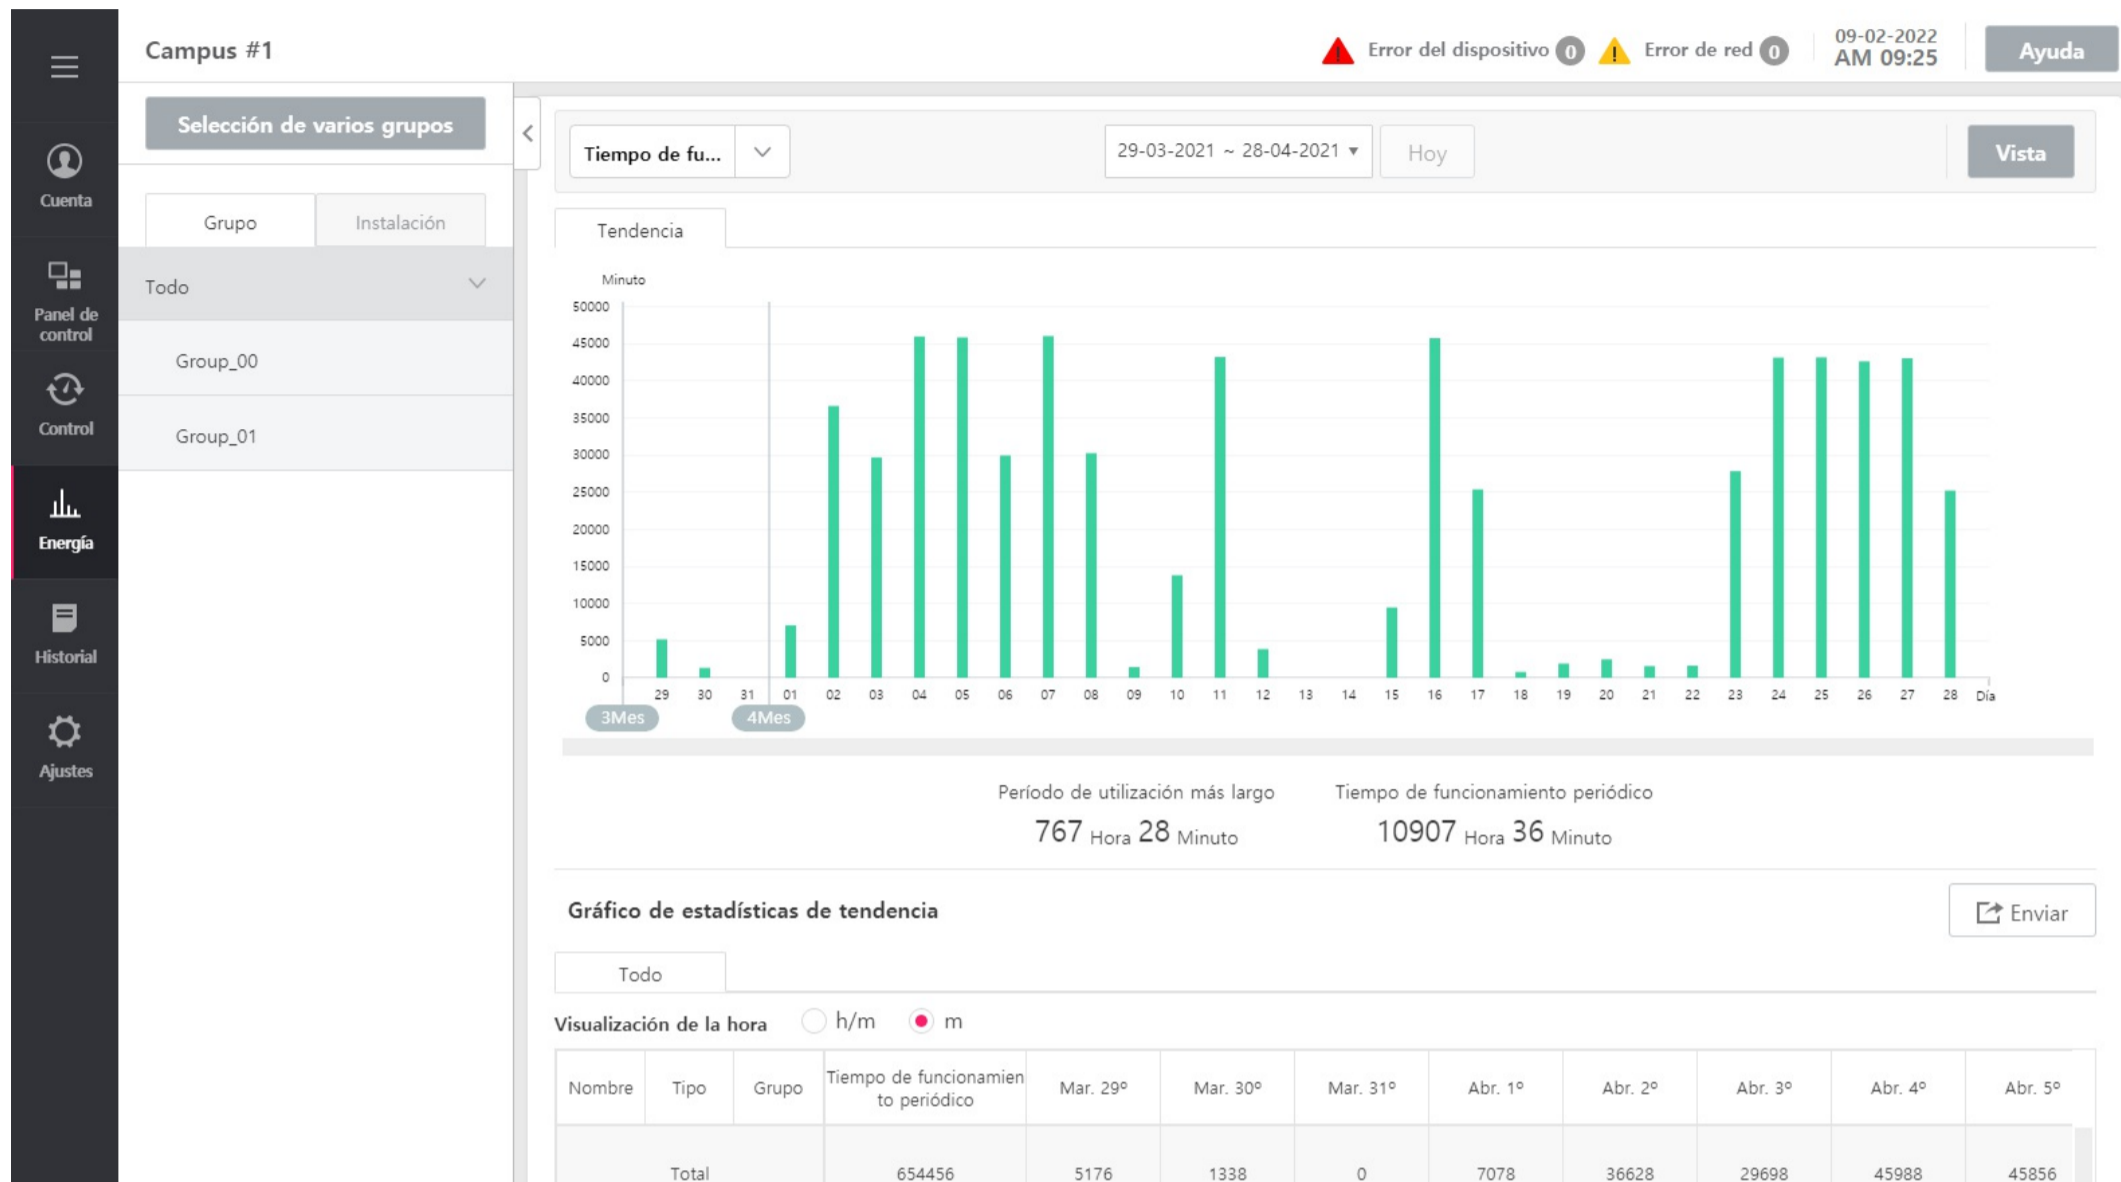 Campus #1
Error del dispositivo 0
Error de red 0
09-02-2022
AM 09:25
Ayuda
Cuenta
Panel de
control
Control
Energía
Historial
Ajustes
Selección de varios grupos
Grupo
Instalación
Todo
Group_00
Group_01
Tiempo de fu...
29-03-2021 ~ 28-04-2021
Hoy
Vista
Tendencia
Minuto
50000
45000
40000
35000
30000
25000
20000
15000
10000
5000
0
29 30 31 01 02 03 04 05 06 07 08 09 10 11 12 13 14 15 16 17 18 19 20 21 22 23 24 25 26 27 28 Día
3Mes 4Mes
Período de utilización más largo
767 Hora 28 Minuto
Tiempo de funcionamiento periódico
10907 Hora 36 Minuto
Gráfico de estadísticas de tendencia
Enviar
Todo
Visualización de la hora h/m m
Nombre Tipo Grupo Tiempo de funcionamien
to periódico Mar. 29º Mar. 30º Mar. 31º Abr. 1º Abr. 2º Abr. 3º Abr. 4º Abr. 5º
Total 654456 5176 1338 0 7078 36628 29698 45988 45856